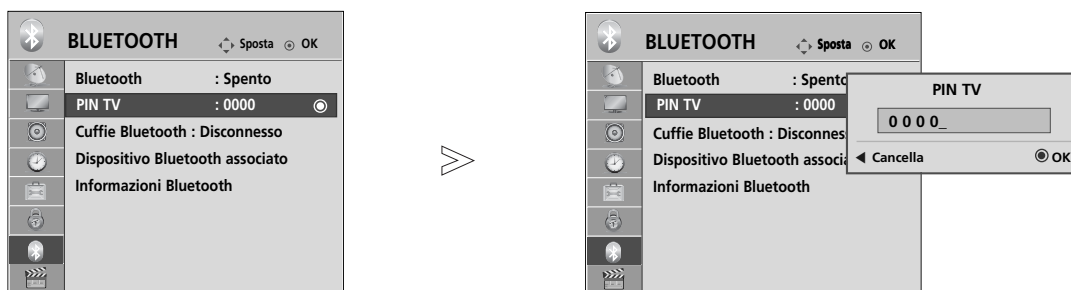 BLUETOOTH Sposta OK
Bluetooth : Spento
PIN TV : 0000
Cuffie Bluetooth : Disconnesso
Dispositivo Bluetooth associato
Informazioni Bluetooth
BLUETOOTH Sposta OK
Bluetooth : Spento
PIN TV : 0000
Cuffie Bluetooth : Disconnes
Dispositivo Bluetooth associa
Informazioni Bluetooth
PIN TV
0 0 0 0_
Cancella OK